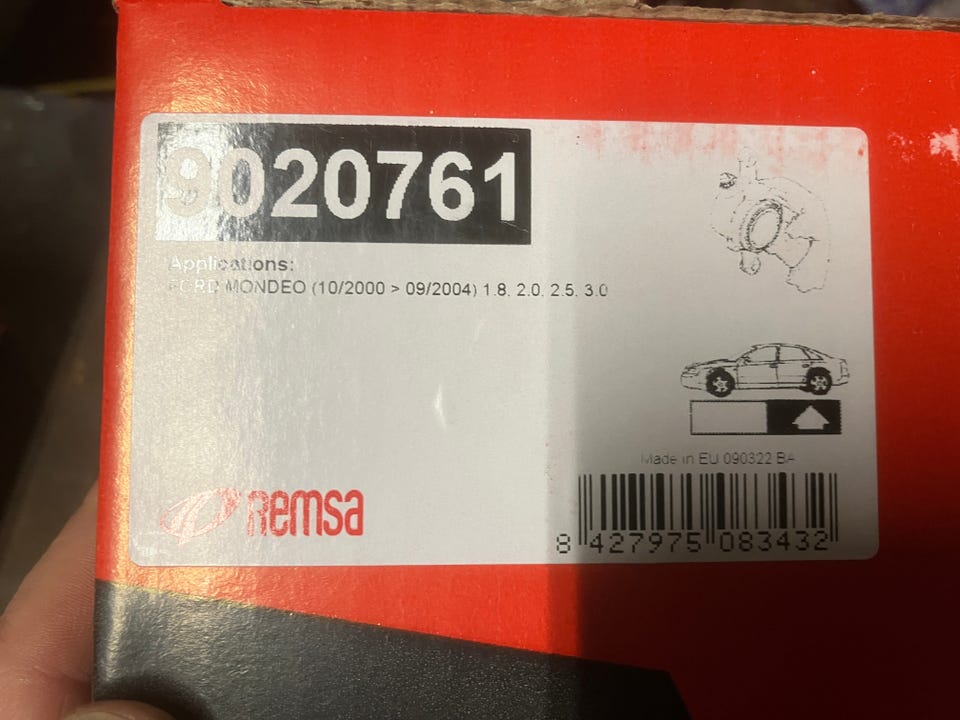 9020761
Applications:
FORD MONDEO (10/2000 > 09/2004) 1.8, 2.0, 2.5, 3.0
Made in EU 090322 BA
Remsa
8 427975 083432